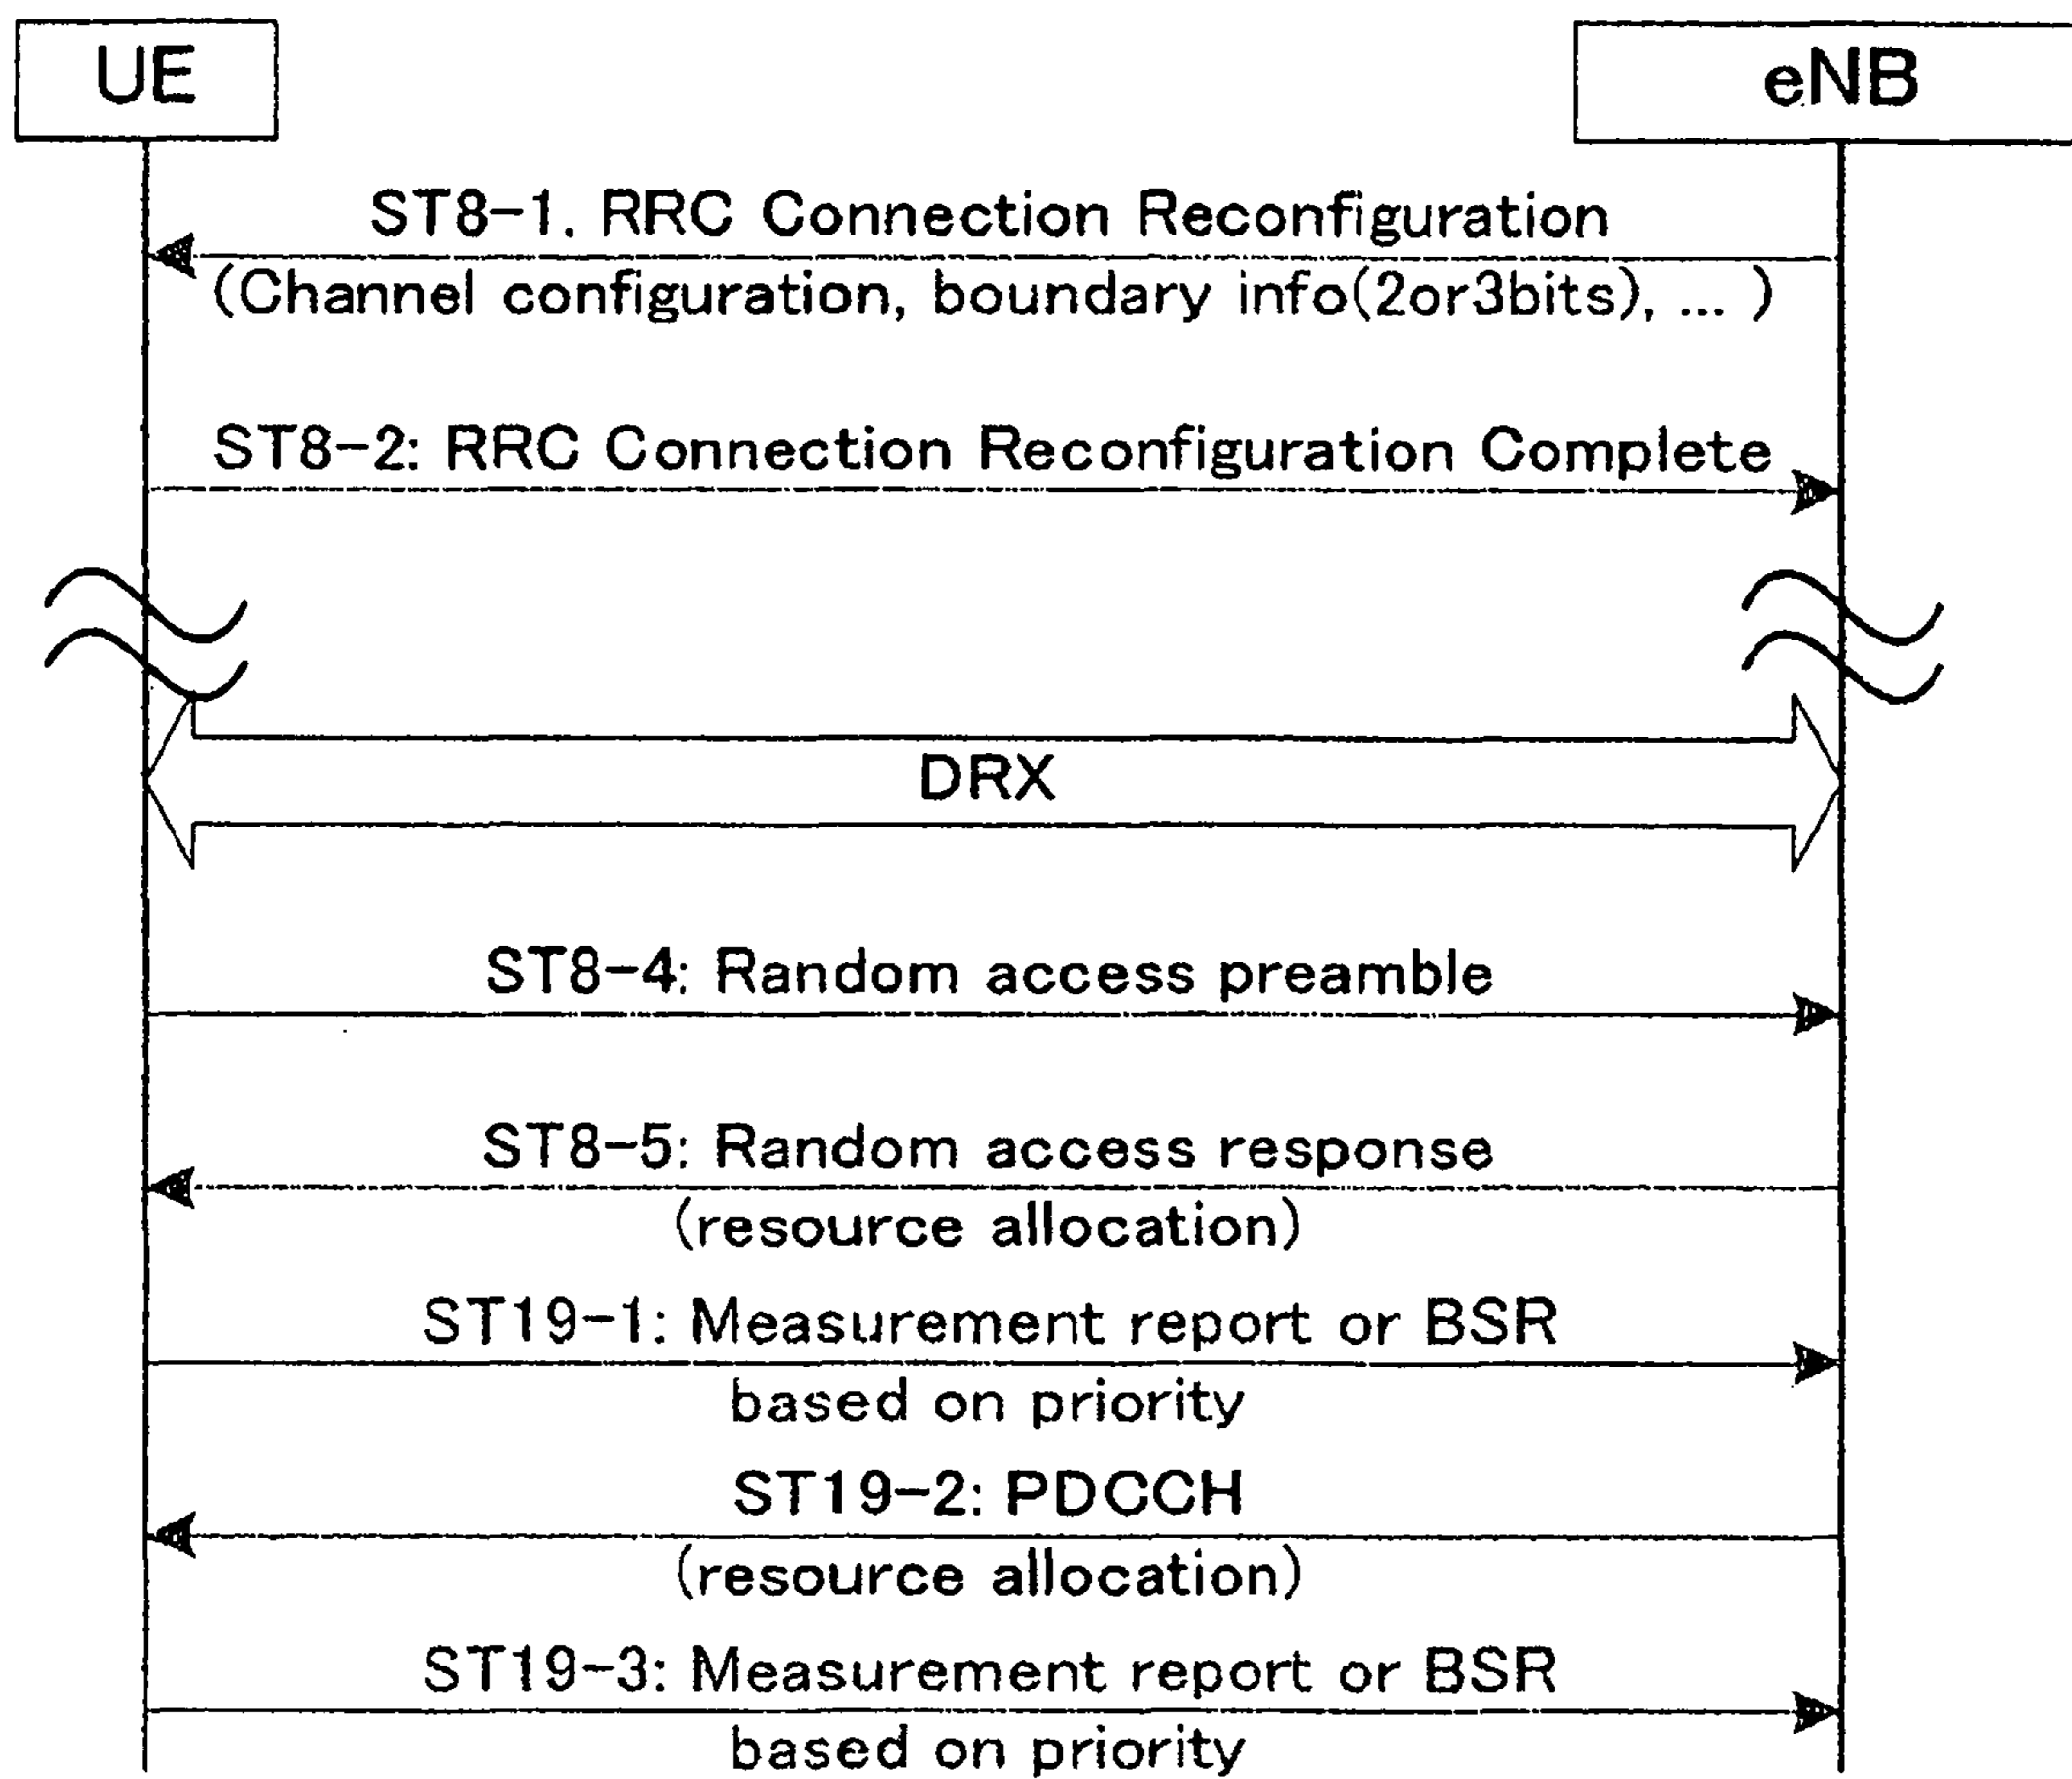 UE
eNB
ST8-1. RRC Connection Reconfiguration
(Channel configuration, boundary info(2or3bits), ... )
ST8-2: RRC Connection Reconfiguration Complete
DRX
ST8-4: Random access preamble
ST8-5: Random access response
(resource allocation)
ST19-1: Measurement report or BSR
based on priority
ST19-2: PDCCH
(resource allocation)
ST19-3: Measurement report or BSR
based on priority